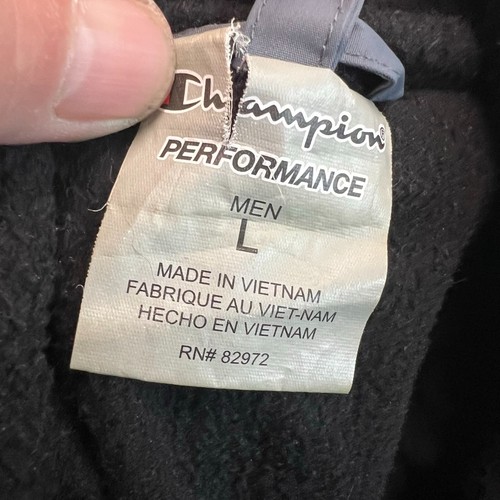 Champion
PERFORMANCE
MEN
L
MADE IN VIETNAM
FABRIQUE AU VIET-NAM
HECHO EN VIETNAM
RN# 82972